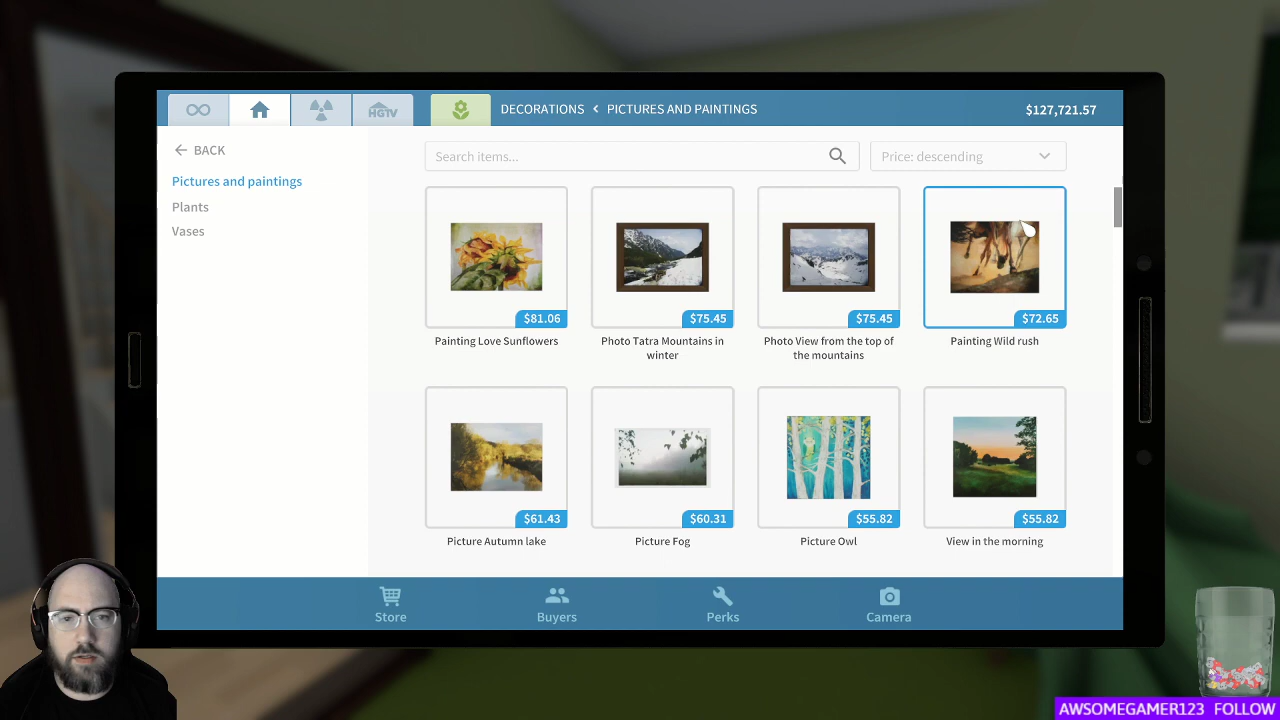 HGTV
DECORATIONS < PICTURES AND PAINTINGS
$127,721.57
BACK
Search items...
Price: descending
Pictures and paintings
Plants
Vases
$81.06
$75.45
$75.45
$72.65
Painting Love Sunflowers
Photo Tatra Mountains in
winter
Photo View from the top of
the mountains
Painting Wild rush
$61.43
$60.31
$55.82
$55.82
Picture Autumn lake
Picture Fog
Picture Owl
View in the morning
Store
Buyers
Perks
Camera
AWSOMEGAMER123 FOLLOW